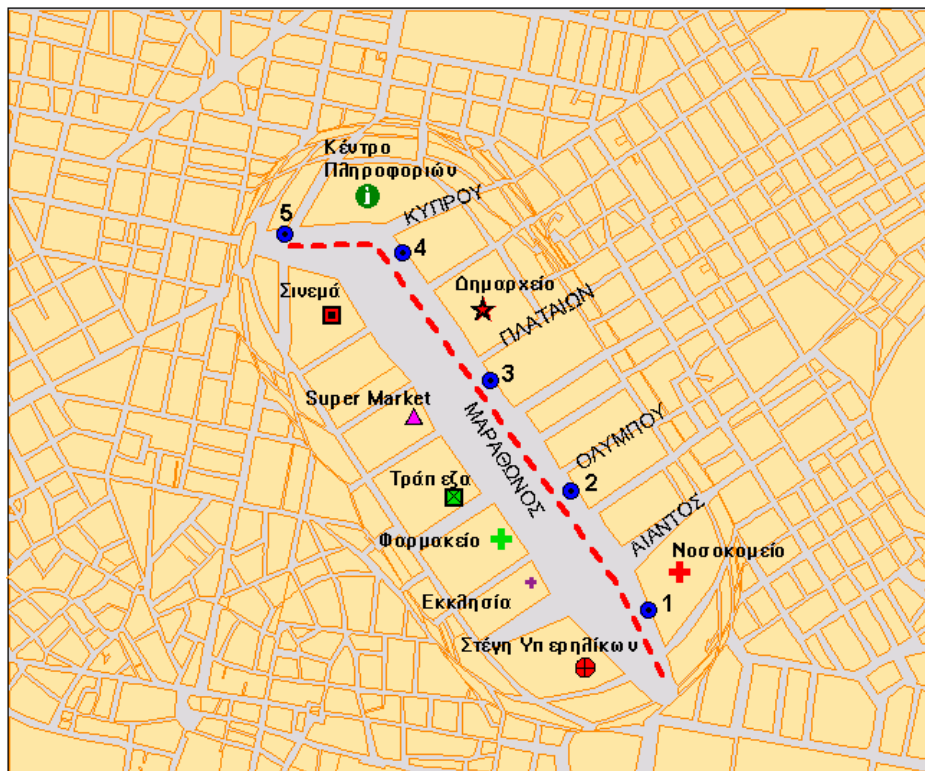 Κέντρο
Πληροφοριών
ΚΥΠΡΟΥ
5
4
Σινεμά
Δημαρχείο
ΠΛΑΤΑΙΩΝ
3
Super Market
ΜΑΡΑΘΩΝΟΣ
ΟΛΥΜΠΟΥ
Τράπεζα
2
ΑΙΑΝΤΟΣ
Φαρμακείο
Νοσοκομείο
Εκκλησία
1
Στέγη Υπερηλίκων